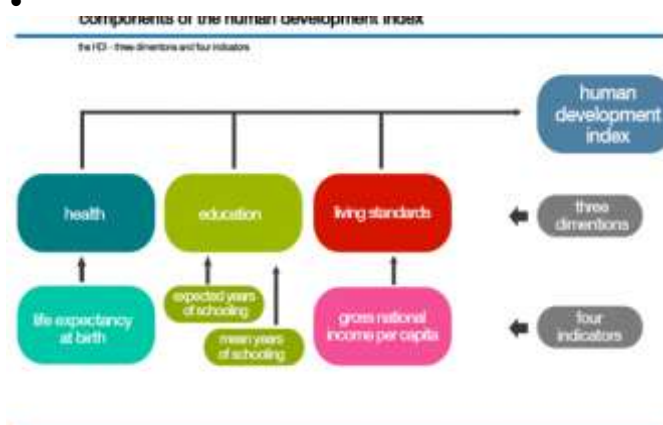 components of the human development index
the HDI - three dimentions and four indicators
human
development
index
health
education
living standards
three
dimentions
life expectancy
at birth
expected years
of schooling
mean years
of schooling
gross national
income per capita
four
indicators